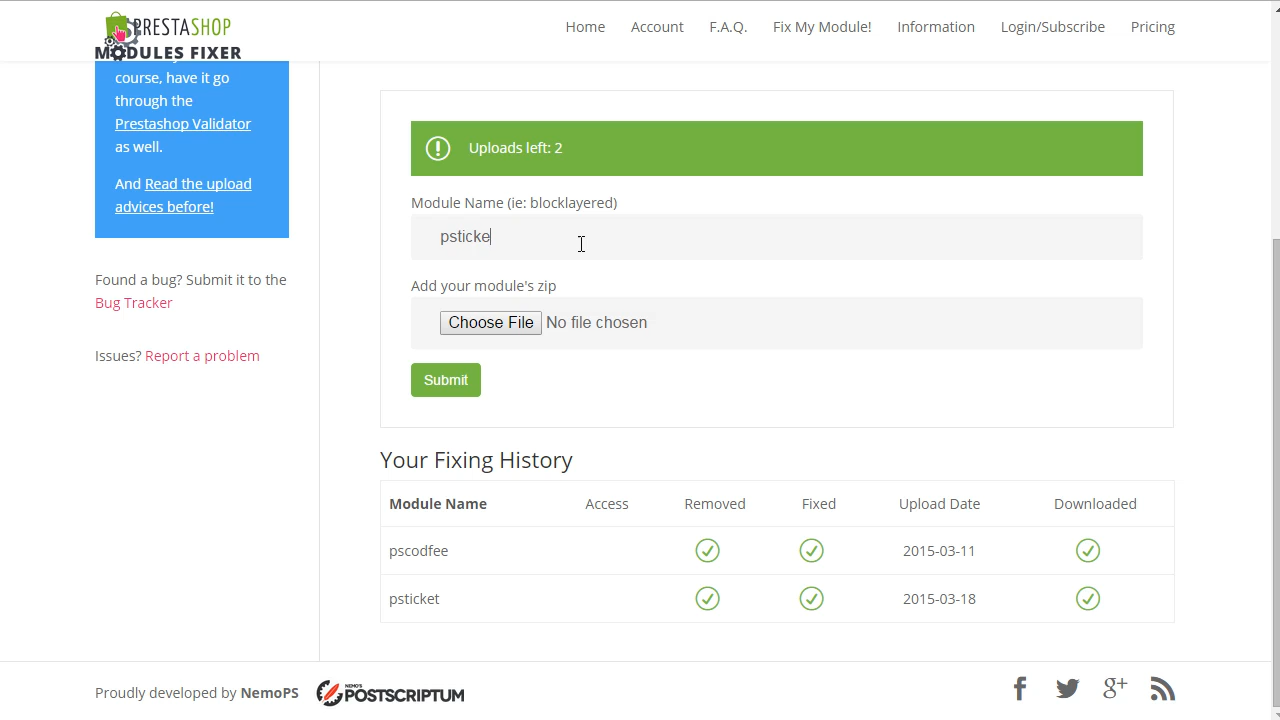 PRESTASHOP
MODULES FIXER
Home Account F.A.Q. Fix My Module! Information Login/Subscribe Pricing
course, have it go
through the
Prestashop Validator
as well.
And Read the upload
advices before!
Found a bug? Submit it to the
Bug Tracker
Issues? Report a problem
Uploads left: 2
Module Name (ie: blocklayered)
psticke
Add your module's zip
Choose File No file chosen
Submit
Your Fixing History
Module Name Access Removed Fixed Upload Date Downloaded
pscodfee 2015-03-11
psticket 2015-03-18
Proudly developed by NemoPS
NEMO'S
POSTSCRIPTUM